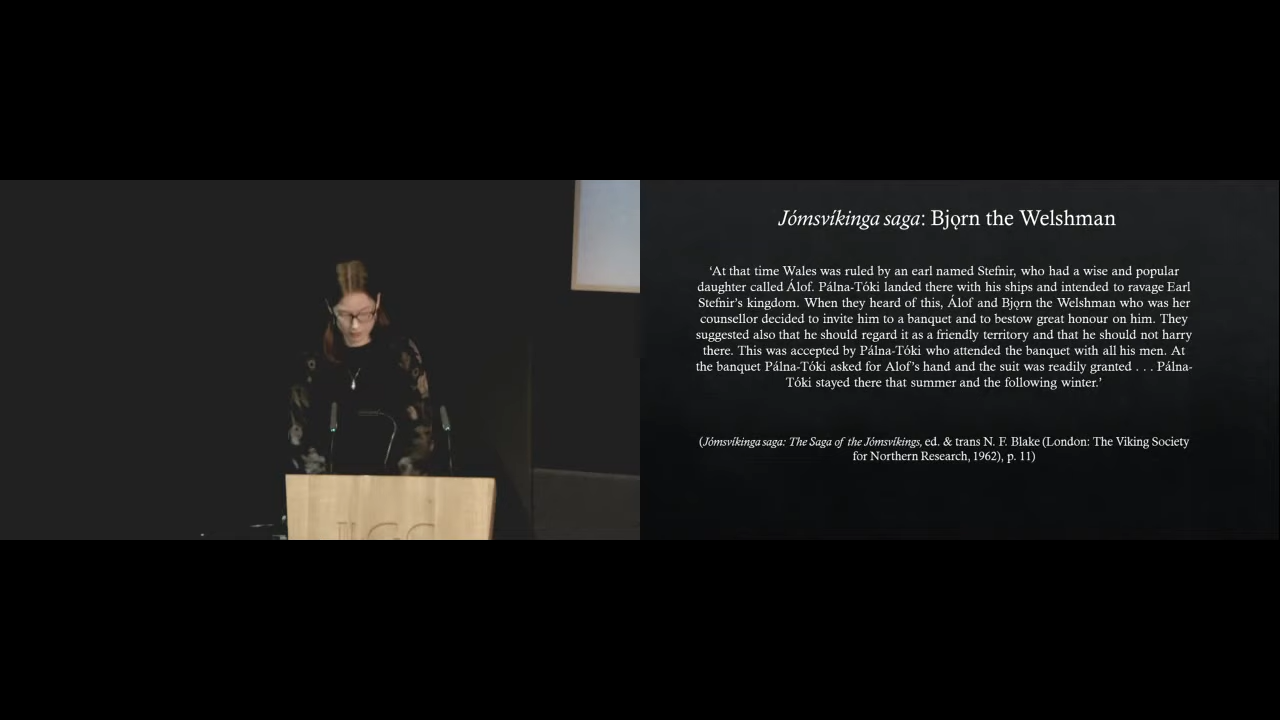 Jómsvíkinga saga: Bjǫrn the Welshman
‘At that time Wales was ruled by an earl named Stefnir, who had a wise and popular
daughter called Álof. Pálna-Tóki landed there with his ships and intended to ravage Earl
Stefnir’s kingdom. When they heard of this, Álof and Bjǫrn the Welshman who was her
counsellor decided to invite him to a banquet and to bestow great honour on him. They
suggested also that he should regard it as a friendly territory and that he should not harry
there. This was accepted by Pálna-Tóki who attended the banquet with all his men. At
the banquet Pálna-Tóki asked for Alof’s hand and the suit was readily granted . . . Pálna-
Tóki stayed there that summer and the following winter.’
(Jómsvíkinga saga: The Saga of the Jómsvíkings, ed. & trans N. F. Blake (London: The Viking Society
for Northern Research, 1962), p. 11)